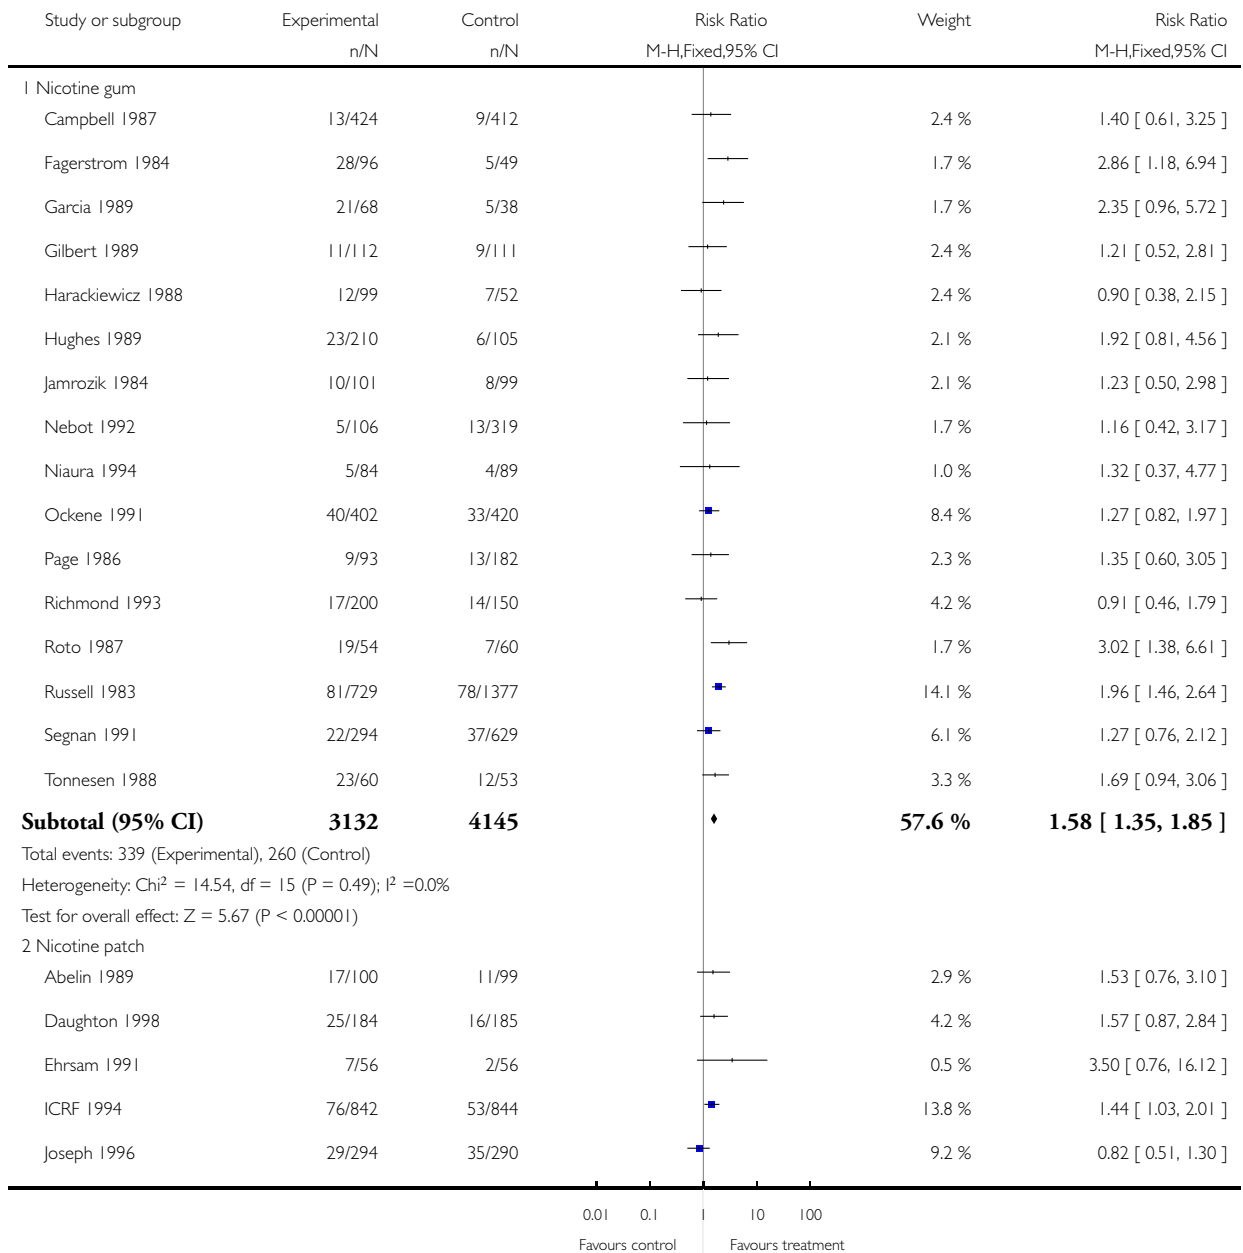 Study or subgroup Experimental Control Risk Ratio Weight Risk Ratio
n/N n/N M-H,Fixed,95% CI M-H,Fixed,95% CI
1 Nicotine gum
Campbell 1987 13/424 9/412 2.4 % 1.40 [ 0.61, 3.25 ]
Fagerstrom 1984 28/96 5/49 1.7 % 2.86 [ 1.18, 6.94 ]
Garcia 1989 21/68 5/38 1.7 % 2.35 [ 0.96, 5.72 ]
Gilbert 1989 11/112 9/111 2.4 % 1.21 [ 0.52, 2.81 ]
Harackiewicz 1988 12/99 7/52 2.4 % 0.90 [ 0.38, 2.15 ]
Hughes 1989 23/210 6/105 2.1 % 1.92 [ 0.81, 4.56 ]
Jamrozik 1984 10/101 8/99 2.1 % 1.23 [ 0.50, 2.98 ]
Nebot 1992 5/106 13/319 1.7 % 1.16 [ 0.42, 3.17 ]
Niaura 1994 5/84 4/89 1.0 % 1.32 [ 0.37, 4.77 ]
Ockene 1991 40/402 33/420 8.4 % 1.27 [ 0.82, 1.97 ]
Page 1986 9/93 13/182 2.3 % 1.35 [ 0.60, 3.05 ]
Richmond 1993 17/200 14/150 4.2 % 0.91 [ 0.46, 1.79 ]
Roto 1987 19/54 7/60 1.7 % 3.02 [ 1.38, 6.61 ]
Russell 1983 81/729 78/1377 14.1 % 1.96 [ 1.46, 2.64 ]
Segnan 1991 22/294 37/629 6.1 % 1.27 [ 0.76, 2.12 ]
Tonnesen 1988 23/60 12/53 3.3 % 1.69 [ 0.94, 3.06 ]
Subtotal (95% CI) 3132 4145 57.6 % 1.58 [ 1.35, 1.85 ]
Total events: 339 (Experimental), 260 (Control)
Heterogeneity: Chi² = 14.54, df = 15 (P = 0.49); I² =0.0%
Test for overall effect: Z = 5.67 (P < 0.00001)
2 Nicotine patch
Abelin 1989 17/100 11/99 2.9 % 1.53 [ 0.76, 3.10 ]
Daughton 1998 25/184 16/185 4.2 % 1.57 [ 0.87, 2.84 ]
Ehrsam 1991 7/56 2/56 0.5 % 3.50 [ 0.76, 16.12 ]
ICRF 1994 76/842 53/844 13.8 % 1.44 [ 1.03, 2.01 ]
Joseph 1996 29/294 35/290 9.2 % 0.82 [ 0.51, 1.30 ]
0.01 0.1 1 10 100
Favours control Favours treatment